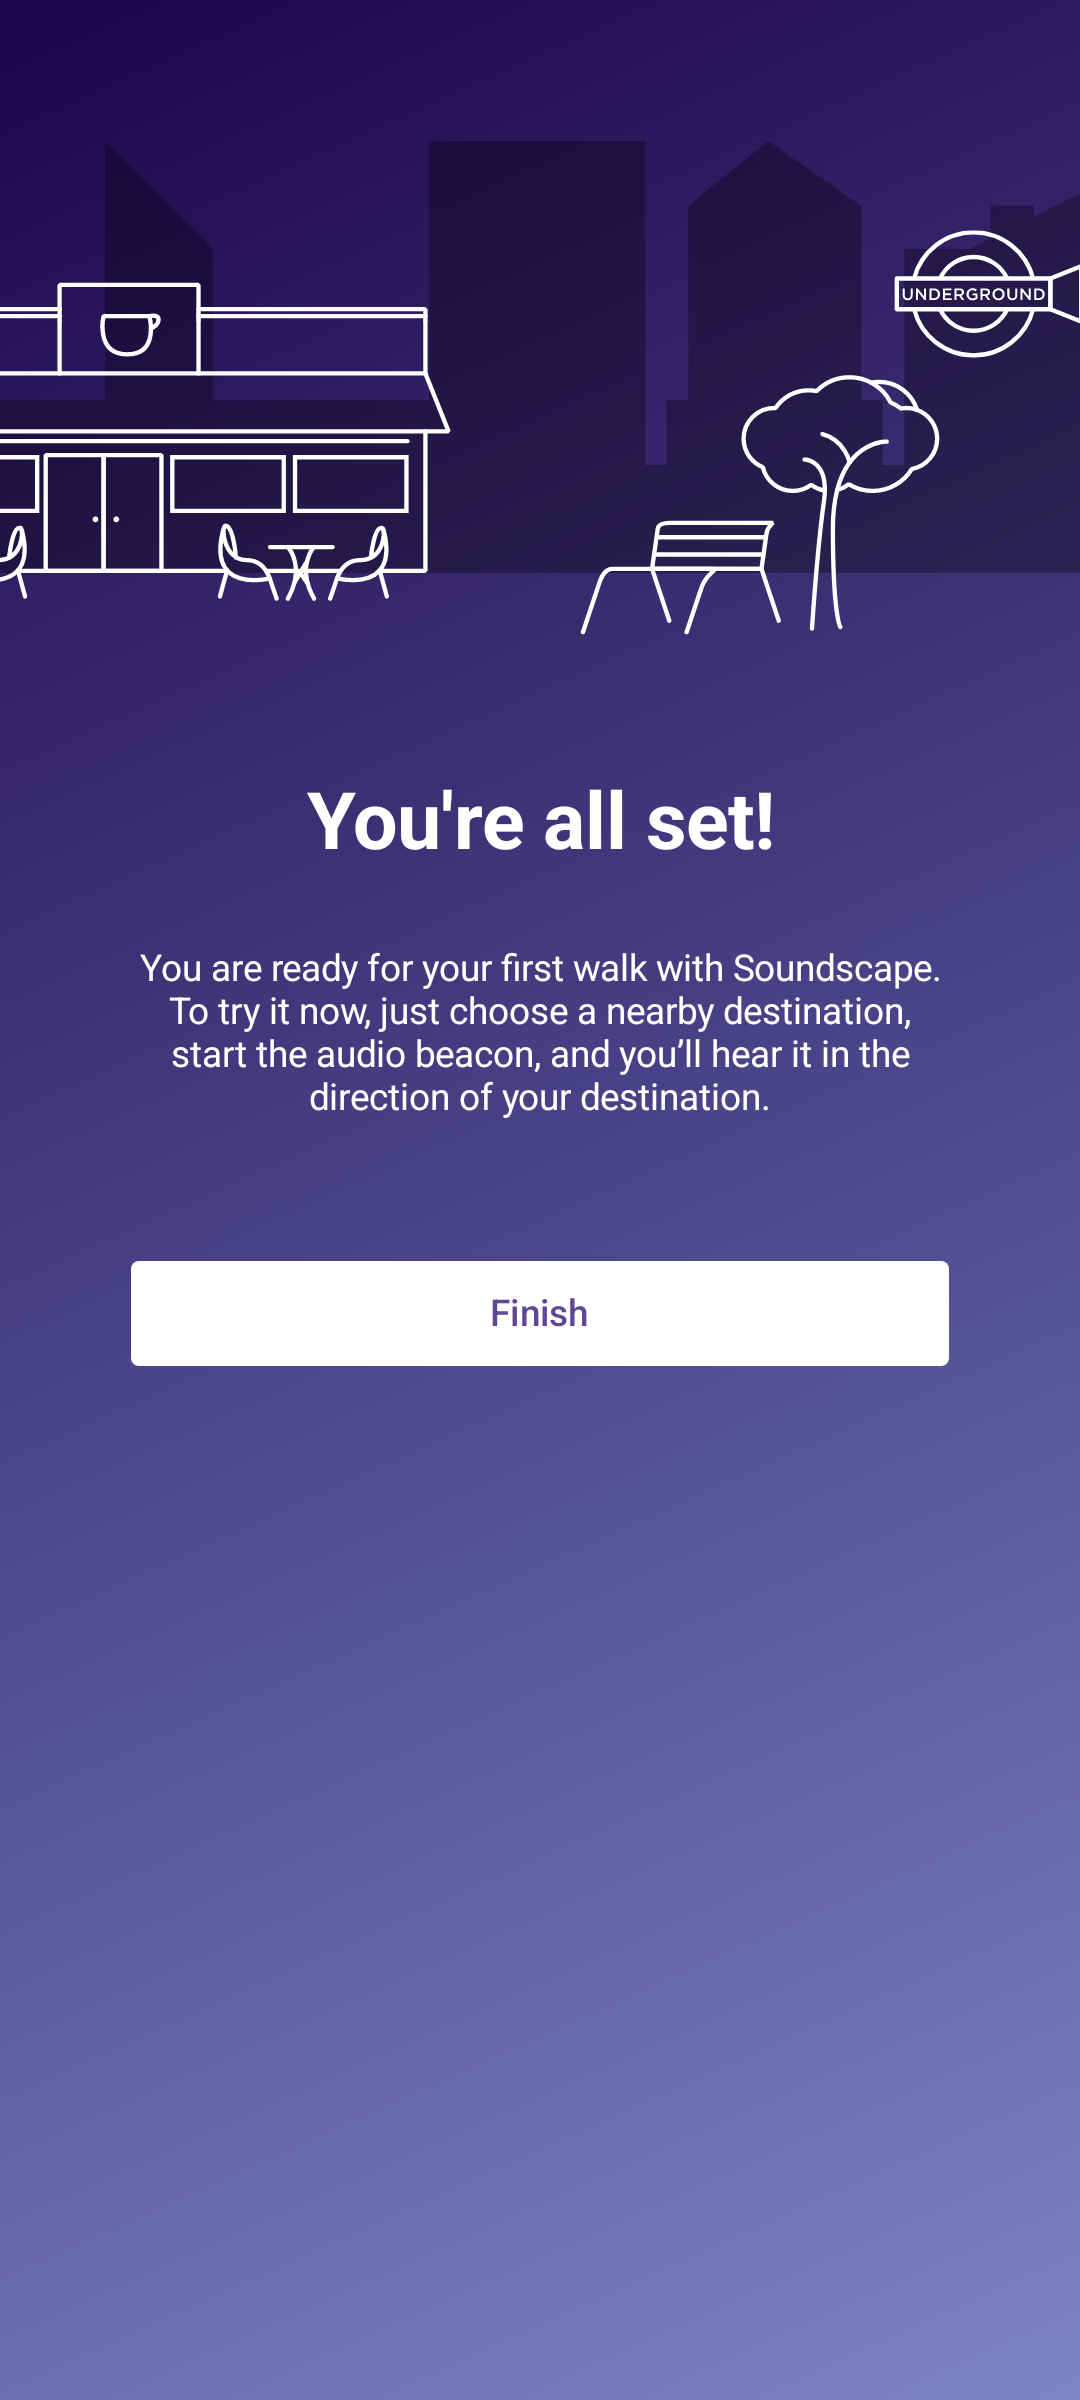 UNDERGROUND
You're all set!
You are ready for your first walk with Soundscape.
To try it now, just choose a nearby destination,
start the audio beacon, and you’ll hear it in the
direction of your destination.
Finish